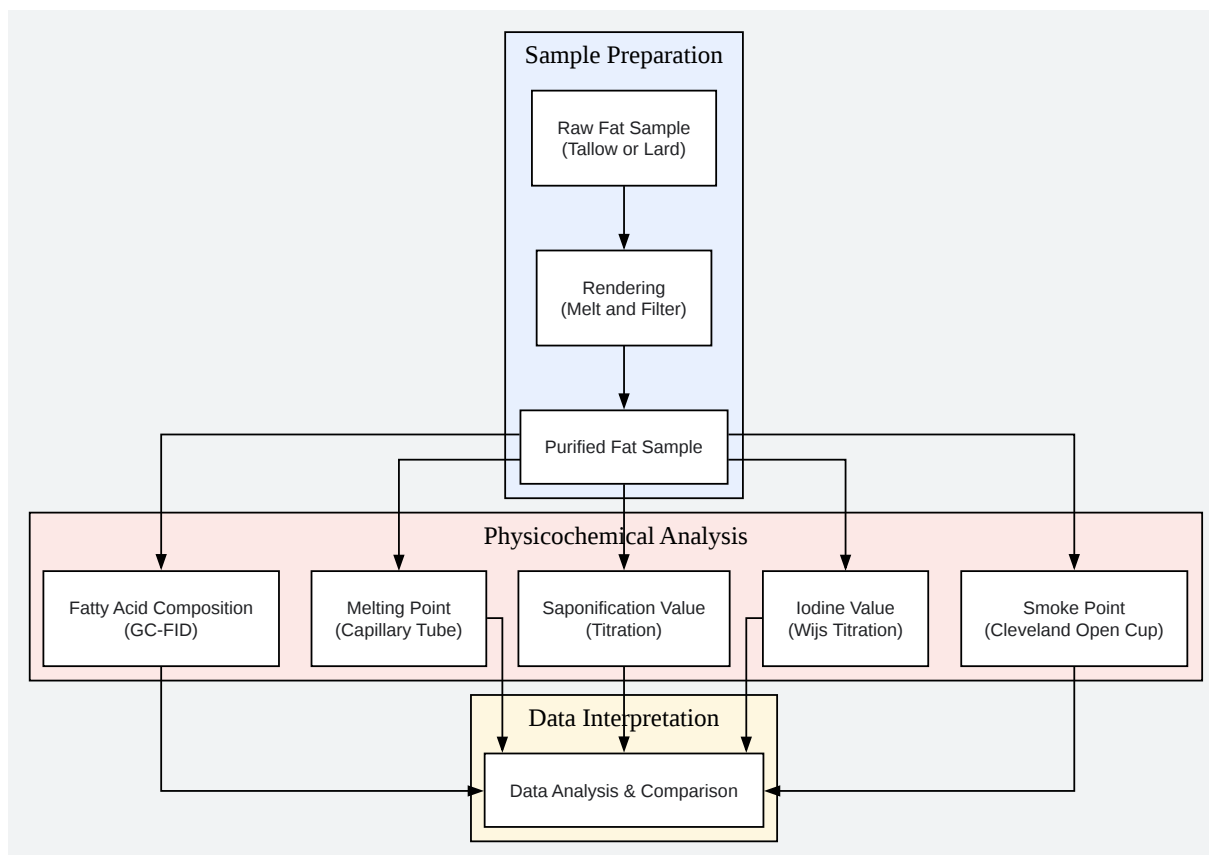 Sample Preparation
Raw Fat Sample
(Tallow or Lard)
Rendering
(Melt and Filter)
Purified Fat Sample
Physicochemical Analysis
Fatty Acid Composition
(GC-FID)
Melting Point
(Capillary Tube)
Saponification Value
(Titration)
Iodine Value
(Wijs Titration)
Smoke Point
(Cleveland Open Cup)
Data Interpretation
Data Analysis & Comparison